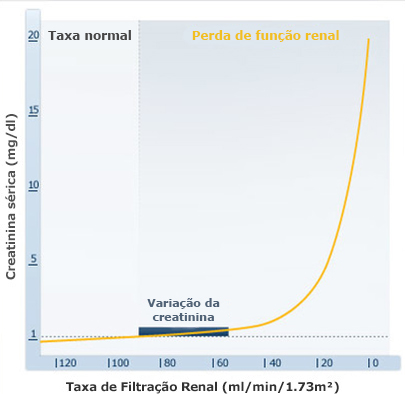 Taxa normal
Perda de função renal
20
15
10
5
1
Creatinina sérica (mg/dl)
Variação da
creatinina
120
100
80
60
40
20
0
Taxa de Filtração Renal (ml/min/1.73m²)